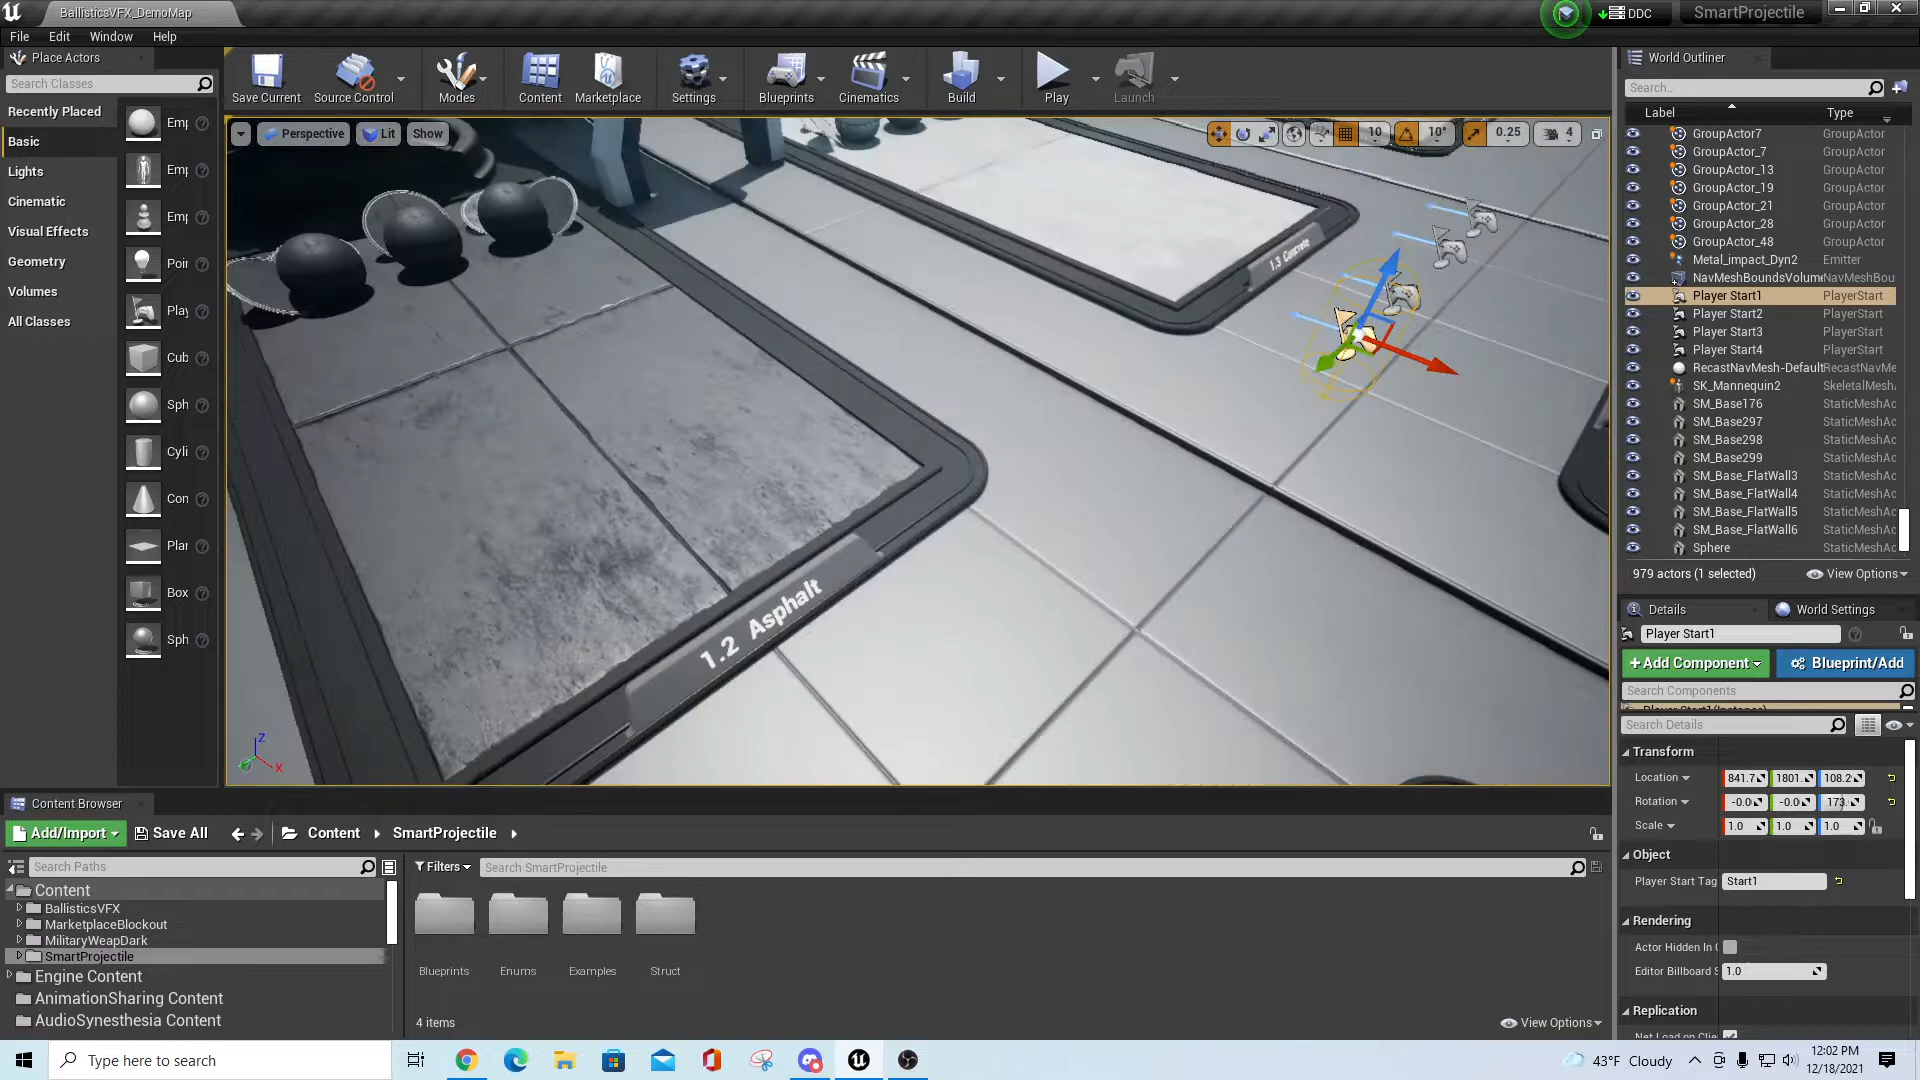 BallisticsVFX_DemoMap
DDC
SmartProjectile
File Edit Window Help
Place Actors
Search Classes
Recently Placed
Basic
Lights
Cinematic
Visual Effects
Geometry
Volumes
All Classes
Emp
Emp
Emp
Poin
Play
Cub
Sph
Cyli
Con
Plan
Box
Sph
Save Current
Source Control
Modes
Content
Marketplace
Settings
Blueprints
Cinematics
Build
Play
Launch
Perspective
Lit
Show
10
10°
0.25
4
1.3 Concrete
1.2 Asphalt
Z
X
World Outliner
Search...
Label Type
GroupActor7 GroupActor
GroupActor_7 GroupActor
GroupActor_13 GroupActor
GroupActor_19 GroupActor
GroupActor_21 GroupActor
GroupActor_28 GroupActor
GroupActor_48 GroupActor
Metal_impact_Dyn2 Emitter
NavMeshBoundsVolume NavMeshBou
Player Start1 PlayerStart
Player Start2 PlayerStart
Player Start3 PlayerStart
Player Start4 PlayerStart
RecastNavMesh-Default RecastNavMe
SK_Mannequin2 SkeletalMesh
SM_Base176 StaticMeshAc
SM_Base297 StaticMeshAc
SM_Base298 StaticMeshAc
SM_Base299 StaticMeshAc
SM_Base_FlatWall3 StaticMeshAc
SM_Base_FlatWall4 StaticMeshAc
SM_Base_FlatWall5 StaticMeshAc
SM_Base_FlatWall6 StaticMeshAc
Sphere StaticMeshAc
979 actors (1 selected)
View Options
Details
World Settings
Player Start1
+Add Component
Blueprint/Add
Search Components
Player Start1(Instance)
Search Details
Transform
Location 841.7 1801. 108.2
Rotation -0.0 -0.0 173.
Scale 1.0 1.0 1.0
Object
Player Start Tag Start1
Rendering
Actor Hidden In
Editor Billboard S 1.0
Replication
Net Load on Clie
Content Browser
Add/Import
Save All
Content
SmartProjectile
Search Paths
Filters
Search SmartProjectile
Content
BallisticsVFX
MarketplaceBlockout
MilitaryWeapDark
SmartProjectile
Engine Content
AnimationSharing Content
AudioSynesthesia Content
Blueprints
Enums
Examples
Struct
4 items
View Options
Type here to search
43°F Cloudy
12:02 PM
12/18/2021